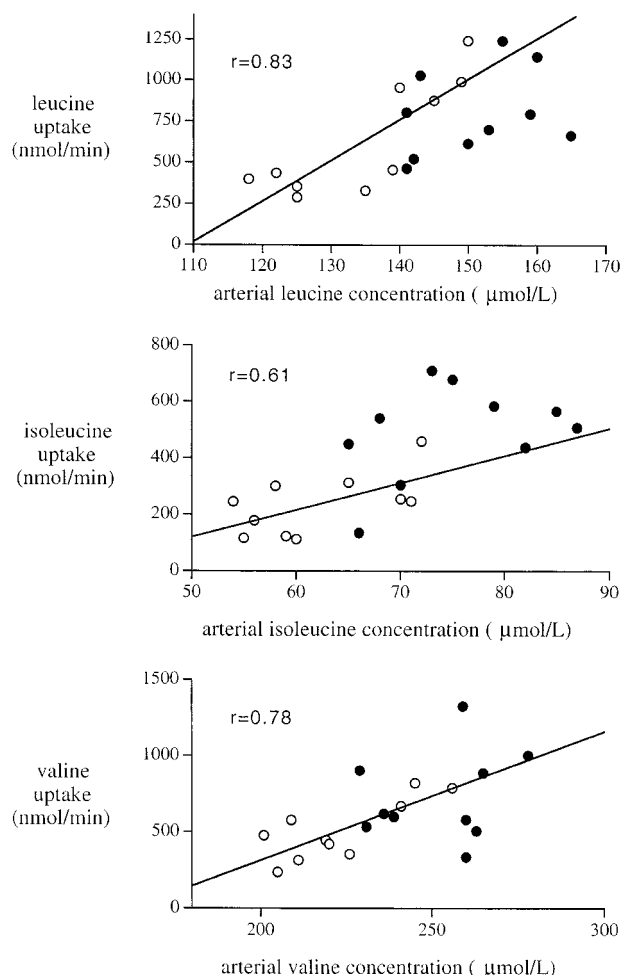 1250
r=0.83
1000
leucine
uptake
(nmol/min)
750
500
250
0
110 120 130 140 150 160 170
arterial leucine concentration ( μmol/L)
800
r=0.61
600
isoleucine
uptake
(nmol/min)
400
200
0
50 60 70 80 90
arterial isoleucine concentration ( μmol/L)
1500
r=0.78
1000
valine
uptake
(nmol/min)
500
0
200 250 300
arterial valine concentration ( μmol/L)